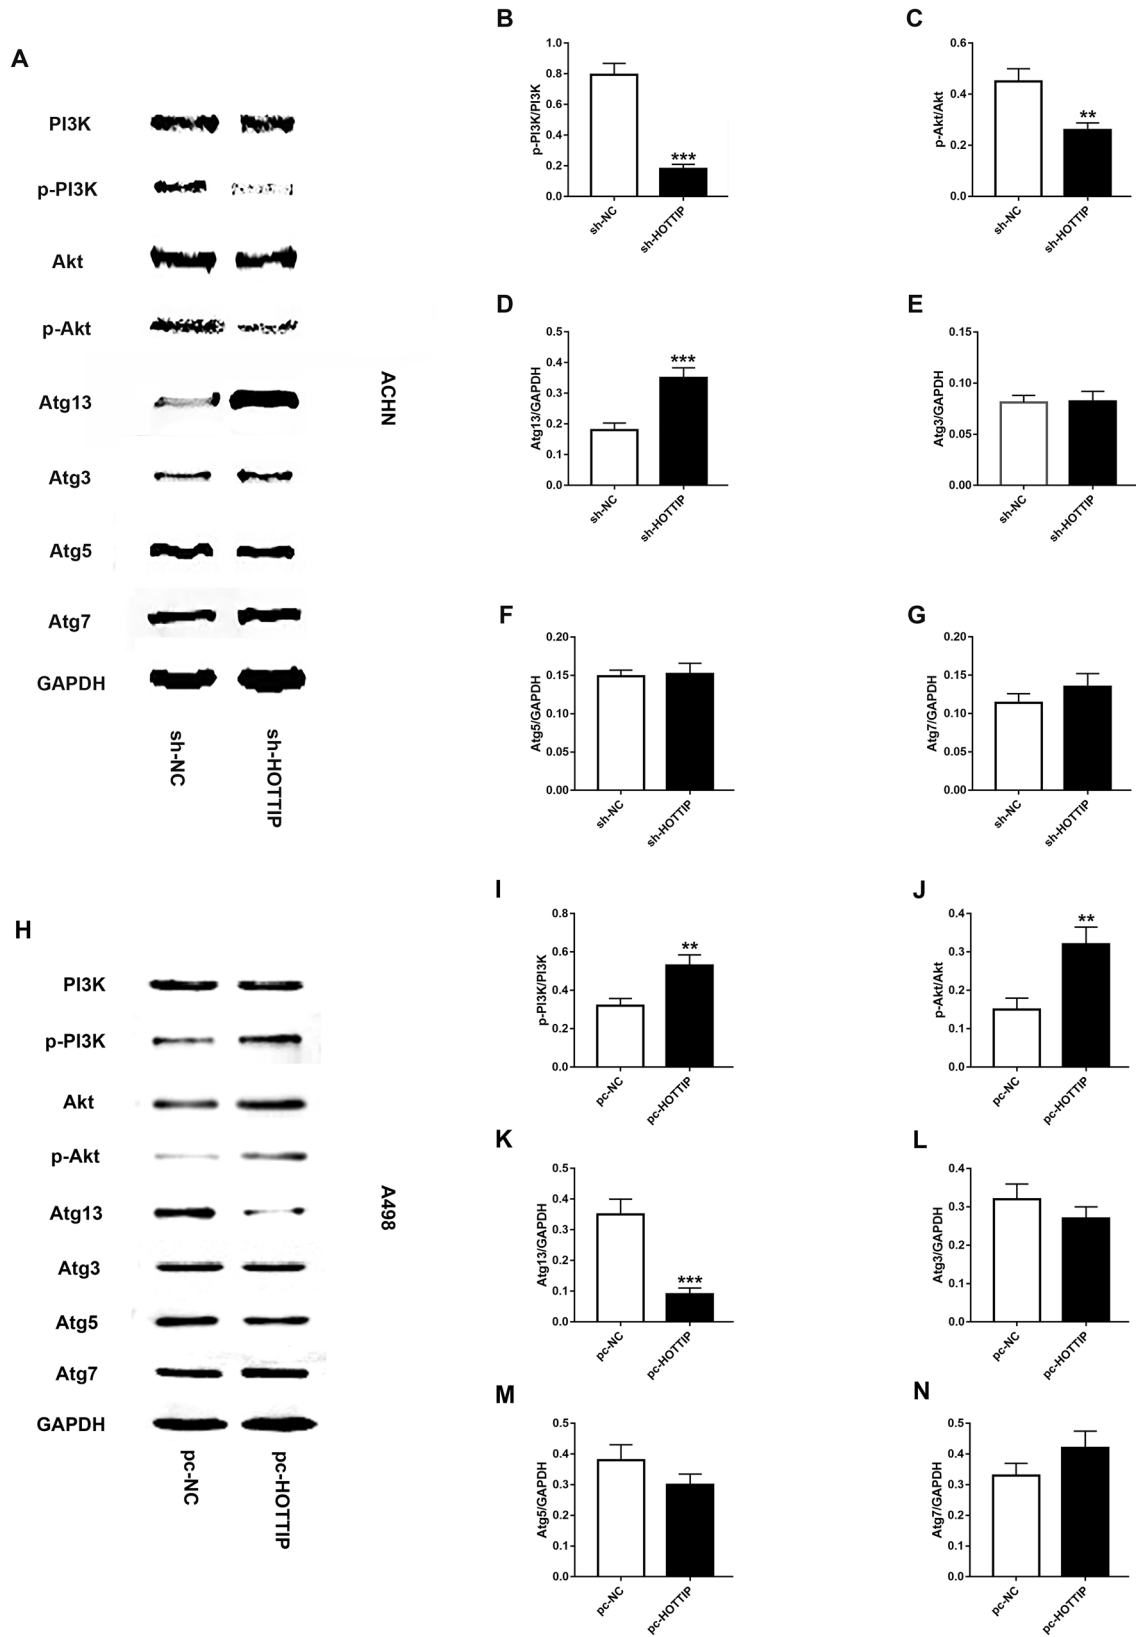 A
PI3K
p-PI3K
Akt
p-Akt
Atg13
Atg3
Atg5
Atg7
GAPDH
sh-NC
sh-HOTTIP
ACHN
B
p-PI3K/PI3K
1.0
0.8
0.6
0.4
0.2
0.0
***
sh-NC
sh-HOTTIP
C
p-Akt/Akt
0.6
0.4
0.2
0.0
**
sh-NC
sh-HOTTIP
D
Atg13/GAPDH
0.5
0.4
0.3
0.2
0.1
0.0
***
sh-NC
sh-HOTTIP
E
Atg3/GAPDH
0.15
0.10
0.05
0.00
sh-NC
sh-HOTTIP
F
Atg5/GAPDH
0.20
0.15
0.10
0.05
0.00
sh-NC
sh-HOTTIP
G
Atg7/GAPDH
0.20
0.15
0.10
0.05
0.00
sh-NC
sh-HOTTIP
H
PI3K
p-PI3K
Akt
p-Akt
Atg13
Atg3
Atg5
Atg7
GAPDH
pc-NC
pc-HOTTIP
A498
I
p-PI3K/PI3K
0.8
0.6
0.4
0.2
0.0
**
pc-NC
pc-HOTTIP
J
p-Akt/Akt
0.4
0.3
0.2
0.1
0.0
**
pc-NC
pc-HOTTIP
K
Atg13/GAPDH
0.5
0.4
0.3
0.2
0.1
0.0
***
pc-NC
pc-HOTTIP
L
Atg3/GAPDH
0.4
0.3
0.2
0.1
0.0
pc-NC
pc-HOTTIP
M
Atg5/GAPDH
0.5
0.4
0.3
0.2
0.1
0.0
pc-NC
pc-HOTTIP
N
Atg7/GAPDH
0.5
0.4
0.3
0.2
0.1
0.0
pc-NC
pc-HOTTIP